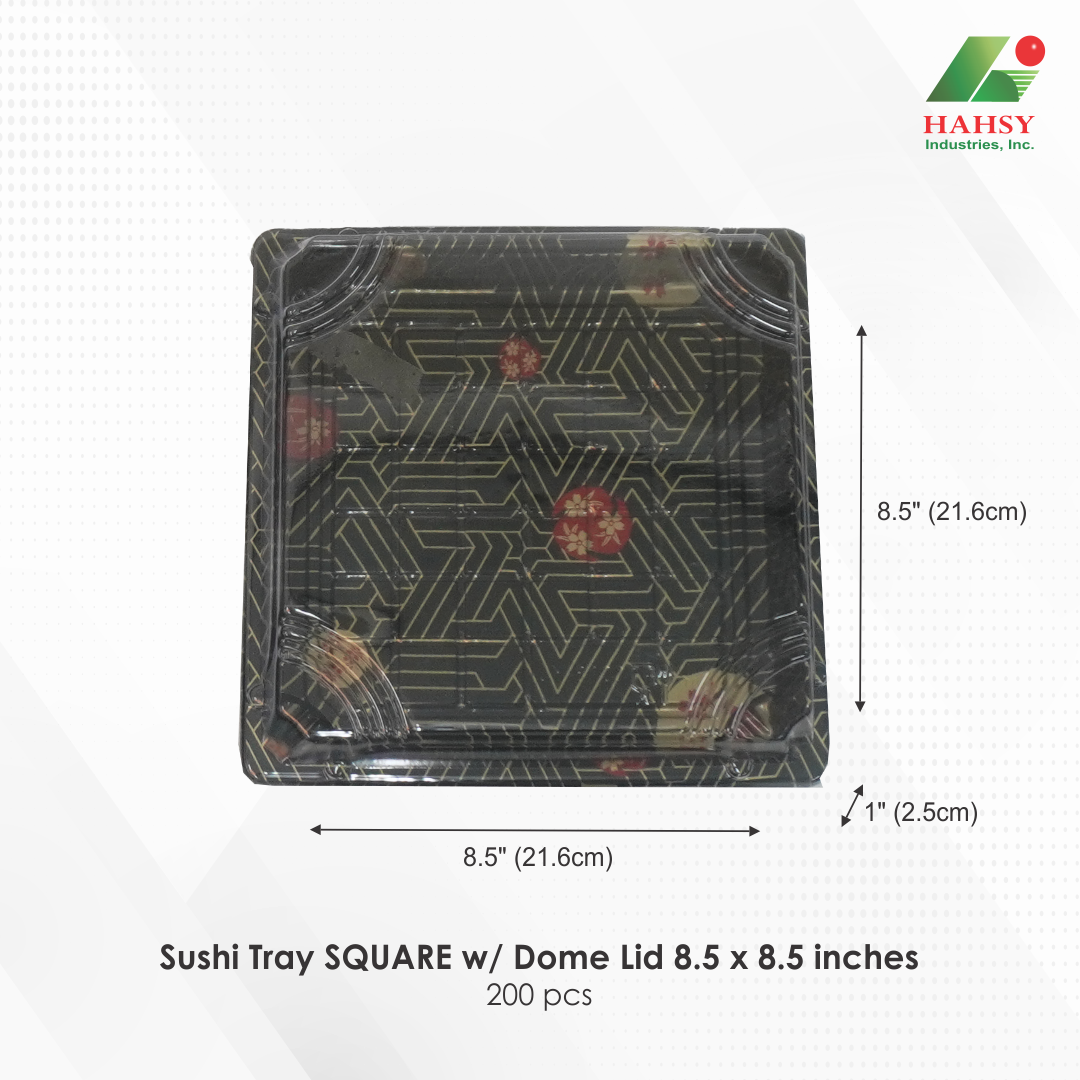 HAHSY
Industries, Inc.
8.5" (21.6cm)
1" (2.5cm)
8.5" (21.6cm)
Sushi Tray SQUARE w/ Dome Lid 8.5 x 8.5 inches
200 pcs